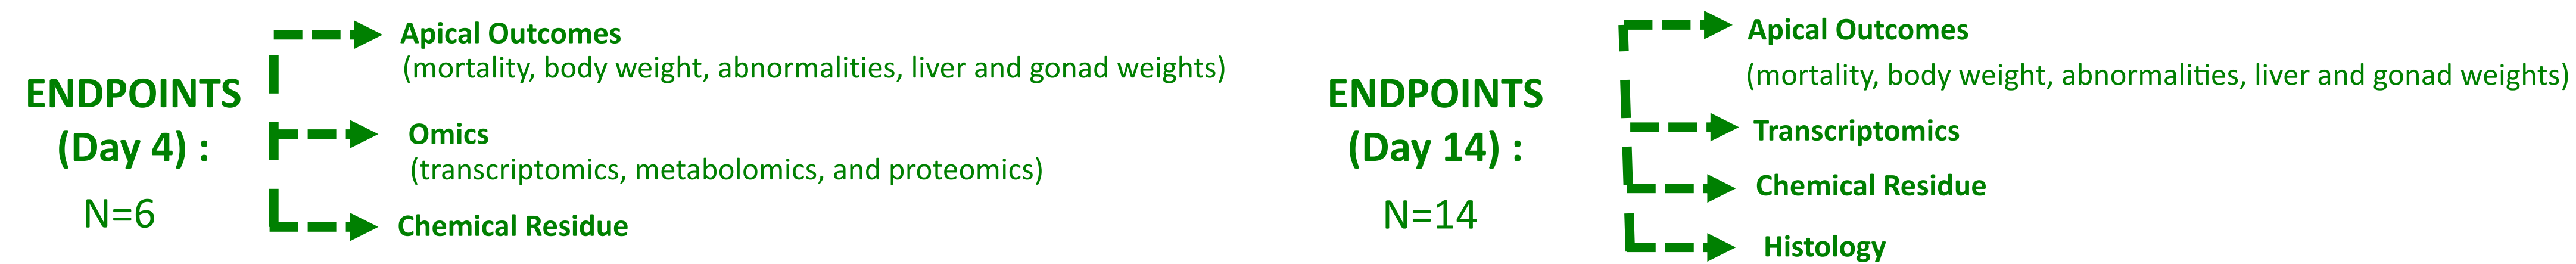 ENDPOINTS
(Day 4) :
N=6
Apical Outcomes
(mortality, body weight, abnormalities, liver and gonad weights)
Omics
(transcriptomics, metabolomics, and proteomics)
Chemical Residue
ENDPOINTS
(Day 14) :
N=14
Apical Outcomes
(mortality, body weight, abnormalities, liver and gonad weights)
Transcriptomics
Chemical Residue
Histology